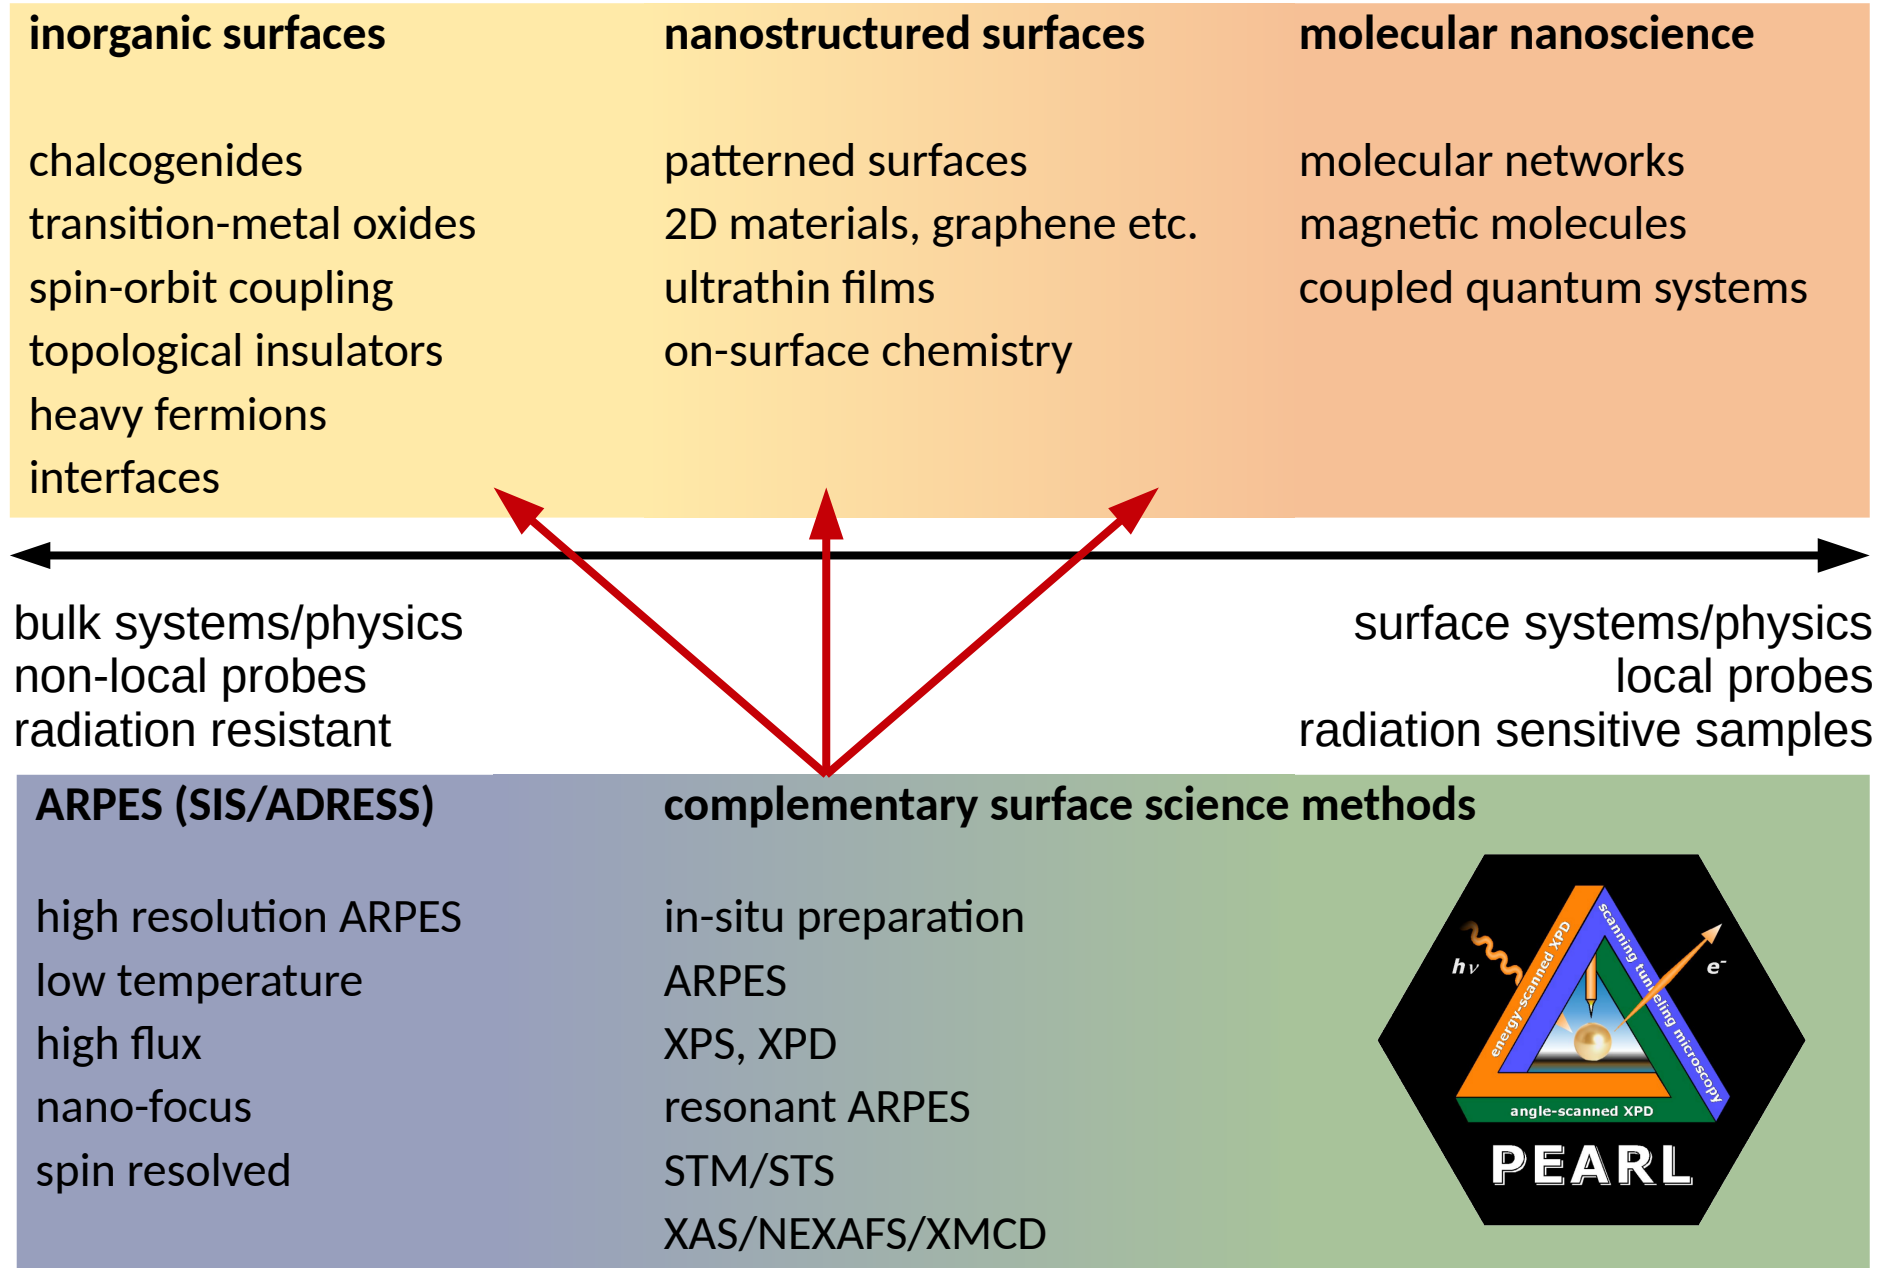 inorganic surfaces
chalcogenides
transition-metal oxides
spin-orbit coupling
topological insulators
heavy fermions
interfaces
nanostructured surfaces
patterned surfaces
2D materials, graphene etc.
ultrathin films
on-surface chemistry
molecular nanoscience
molecular networks
magnetic molecules
coupled quantum systems
bulk systems/physics
non-local probes
radiation resistant
surface systems/physics
local probes
radiation sensitive samples
ARPES (SIS/ADRESS)
high resolution ARPES
low temperature
high flux
nano-focus
spin resolved
complementary surface science methods
in-situ preparation
ARPES
XPS, XPD
resonant ARPES
STM/STS
XAS/NEXAFS/XMCD
hν
energy-scanned XPD
scanning tunneling microscopy
e-
angle-scanned XPD
PEARL